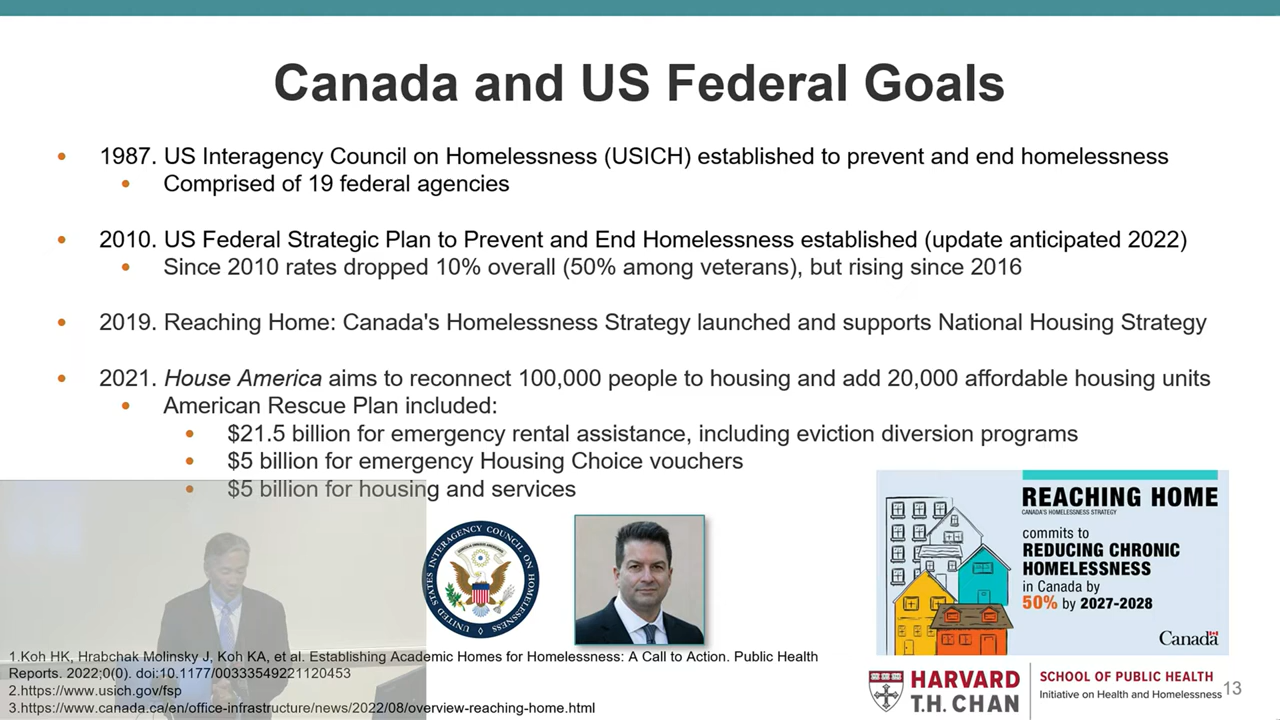 Canada and US Federal Goals
1987. US Interagency Council on Homelessness (USICH) established to prevent and end homelessness
Comprised of 19 federal agencies
2010. US Federal Strategic Plan to Prevent and End Homelessness established (update anticipated 2022)
Since 2010 rates dropped 10% overall (50% among veterans), but rising since 2016
2019. Reaching Home: Canada's Homelessness Strategy launched and supports National Housing Strategy
2021. House America aims to reconnect 100,000 people to housing and add 20,000 affordable housing units
American Rescue Plan included:
$21.5 billion for emergency rental assistance, including eviction diversion programs
$5 billion for emergency Housing Choice vouchers
$5 billion for housing and services
UNITED STATES INTERAGENCY COUNCIL ON HOMELESSNESS
REACHING HOME
CANADA'S HOMELESSNESS STRATEGY
commits to
REDUCING CHRONIC
HOMELESSNESS
in Canada by
50% by 2027-2028
Canada
1.Koh HK, Hrabchak Molinsky J, Koh KA, et al. Establishing Academic Homes for Homelessness: A Call to Action. Public Health
Reports. 2022;0(0). doi:10.1177/00333549221120453
2.https://www.usich.gov/fsp
3.https://www.canada.ca/en/office-infrastructure/news/2022/08/overview-reaching-home.html
HARVARD
T.H. CHAN
SCHOOL OF PUBLIC HEALTH
Initiative on Health and Homelessness
13